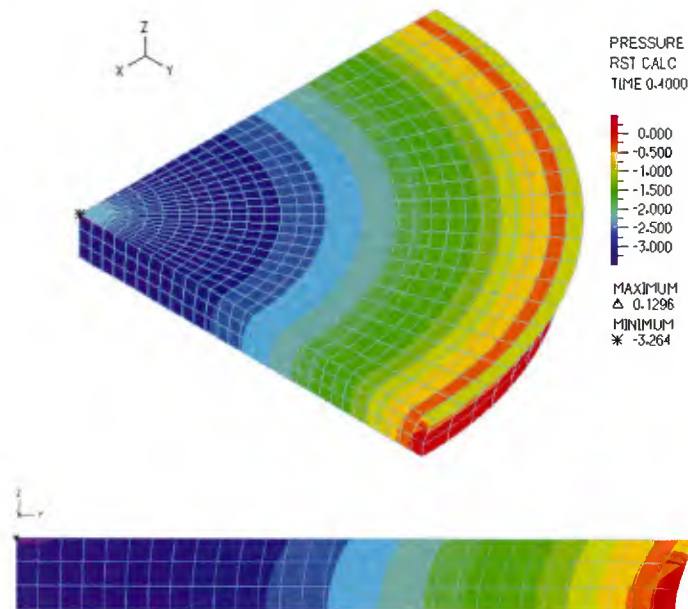 Z
X Y
PRESSURE
RST CALC
TIME 0.4000
0.000
-0.500
-1.000
-1.500
-2.000
-2.500
-3.000
MAXIMUM
△ 0.1296
MINIMUM
* -3.264
Z
Y